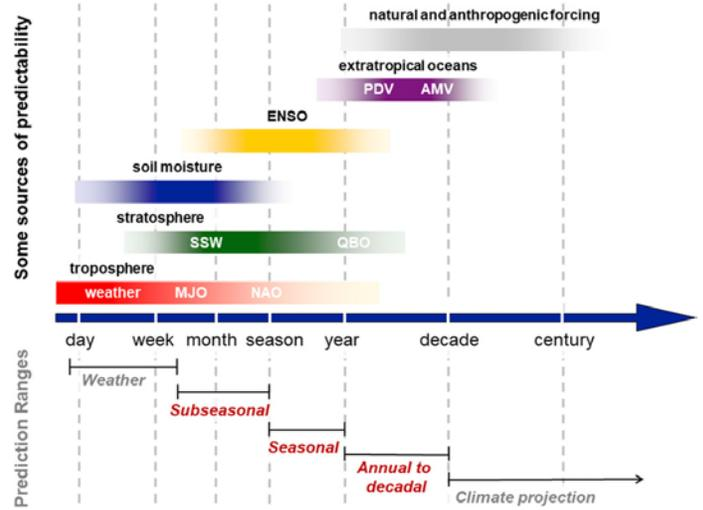 natural and anthropogenic forcing
extratropical oceans
PDV AMV
ENSO
soil moisture
stratosphere
SSW QBO
troposphere
weather MJO NAO
Some sources of predictability
day week month season year decade century
Weather
Subseasonal
Seasonal
Annual to
decadal
Climate projection
Prediction Ranges